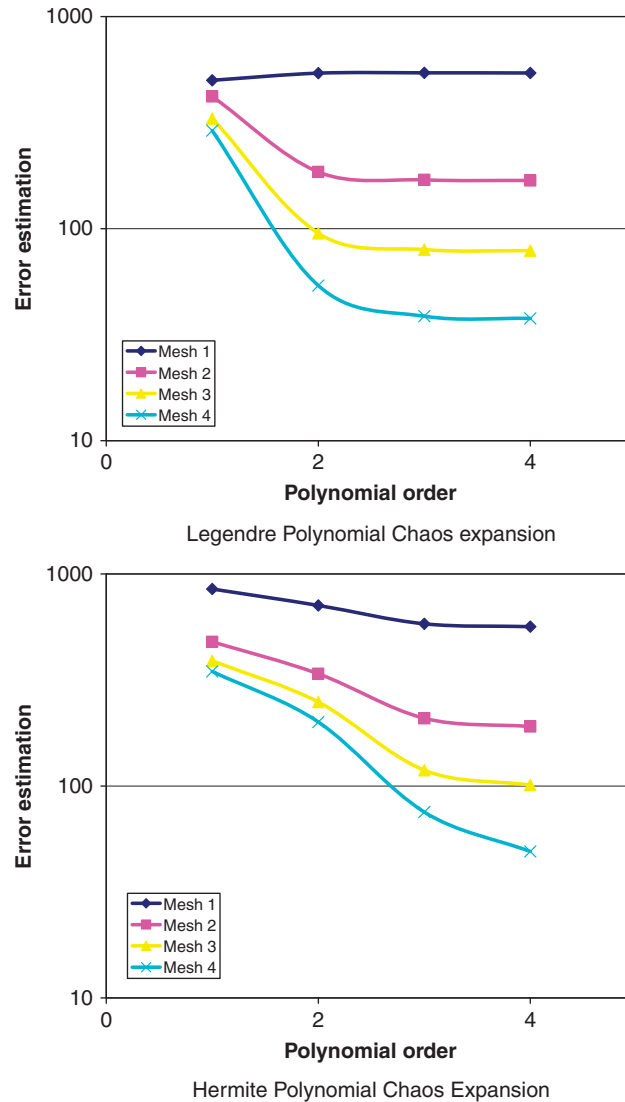 1000
100
10
Error estimation
Mesh 1
Mesh 2
Mesh 3
Mesh 4
0 2 4
Polynomial order
Legendre Polynomial Chaos expansion
1000
100
10
Error estimation
Mesh 1
Mesh 2
Mesh 3
Mesh 4
0 2 4
Polynomial order
Hermite Polynomial Chaos Expansion